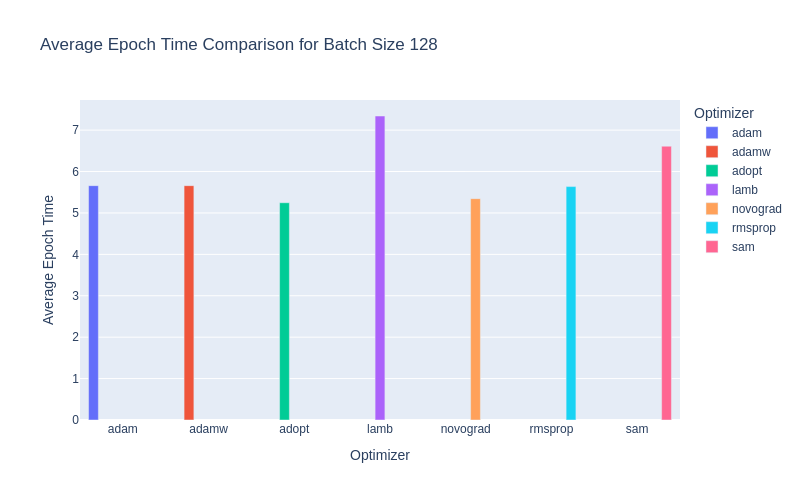 Average Epoch Time Comparison for Batch Size 128
Optimizer
adam
adamw
adopt
lamb
novograd
rmsprop
sam
Average Epoch Time
7
6
5
4
3
2
1
0
adam adamw adopt lamb novograd rmsprop sam
Optimizer